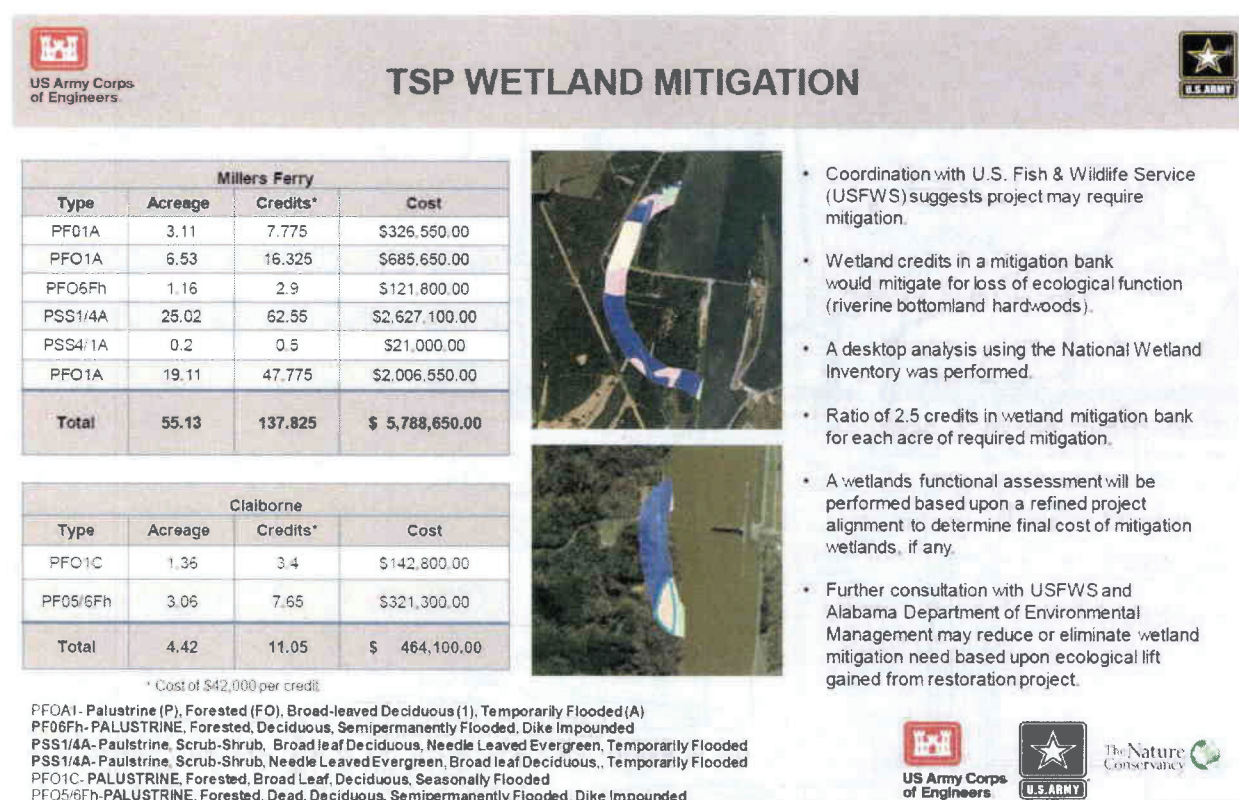 US Army Corps
of Engineers.
TSP WETLAND MITIGATION
U.S.ARMY
Millers Ferry
Type Acreage Credits* Cost
PF01A 3.11 7.775 $326,550.00
PFO1A 6.53 16.325 $685,650.00
PFO6Fh 1.16 2.9 $121,800.00
PSS1/4A 25.02 62.55 $2,627,100.00
PSS4/1A 0.2 0.5 $21,000.00
PFO1A 19.11 47.775 $2,006,550.00
Total 55.13 137.825 $ 5,788,650.00
Claiborne
Type Acreage Credits* Cost
PFO1C 1.36 3.4 $142,800.00
PF05/6Fh 3.06 7.65 $321,300.00
Total 4.42 11.05 $ 464,100.00
* Cost of $42,000 per credit
PFOA1- Palustrine (P), Forested (FO), Broad-leaved Deciduous (1), Temporarily Flooded (A)
PF06Fh- PALUSTRINE, Forested, Deciduous, Semipermanently Flooded, Dike Impounded
PSS1/4A- Paulstrine, Scrub-Shrub, Broad leaf Deciduous, Needle Leaved Evergreen, Temporarily Flooded
PSS1/4A- Paulstrine, Scrub-Shrub, Needle Leaved Evergreen, Broad leaf Deciduous,, Temporarily Flooded
PFO1C- PALUSTRINE, Forested, Broad Leaf, Deciduous, Seasonally Flooded
PFO5/6Fh-PALUSTRINE, Forested, Dead, Deciduous, Semipermanently Flooded, Dike Impounded
• Coordination with U.S. Fish & Wildlife Service
(USFWS) suggests project may require
mitigation.
• Wetland credits in a mitigation bank
would mitigate for loss of ecological function
(riverine bottomland hardwoods).
• A desktop analysis using the National Wetland
Inventory was performed.
• Ratio of 2.5 credits in wetland mitigation bank
for each acre of required mitigation.
• A wetlands functional assessment will be
performed based upon a refined project
alignment to determine final cost of mitigation
wetlands, if any.
• Further consultation with USFWS and
Alabama Department of Environmental
Management may reduce or eliminate wetland
mitigation need based upon ecological lift
gained from restoration project.
US Army Corps
of Engineers
U.S.ARMY
The Nature
Conservancy